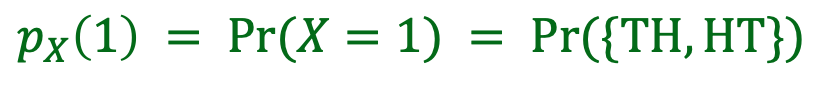 p_X(1) = Pr(X = 1) = Pr({TH, HT})